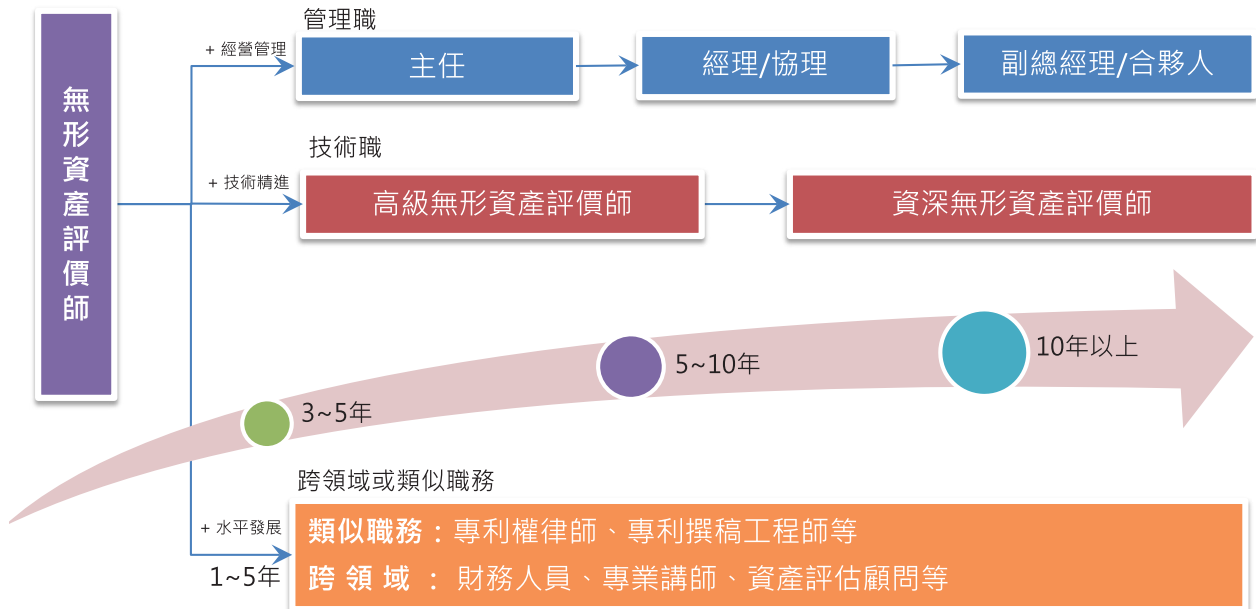 無形資產評價師
管理職
+ 經營管理
主任
經理/協理
副總經理/合夥人
技術職
+ 技術精進
高級無形資產評價師
資深無形資產評價師
3~5年
5~10年
10年以上
跨領域或類似職務
+ 水平發展
1~5年
類似職務：專利權律師、專利撰稿工程師等
跨 領 域 ： 財務人員、專業講師、資產評估顧問等